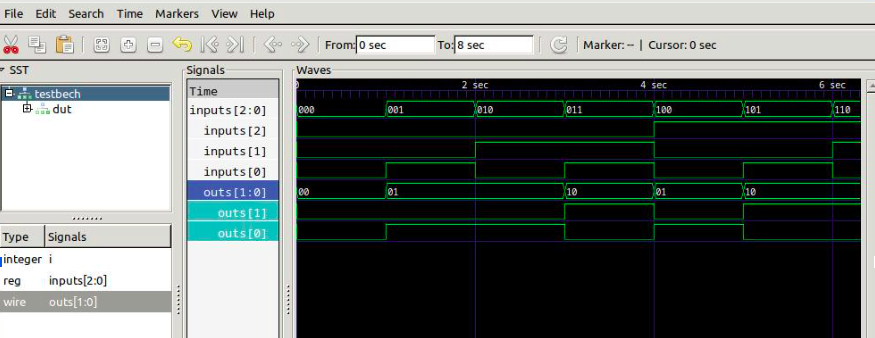 File Edit Search Time Markers View Help
From: 0 sec To: 8 sec Marker: -- | Cursor: 0 sec
SST
testbech
dut
Type Signals
integer i
reg inputs[2:0]
wire outs[1:0]
Signals
Time
inputs[2:0]
inputs[2]
inputs[1]
inputs[0]
outs[1:0]
outs[1]
outs[0]
Waves
0 2 sec 4 sec 6 sec
000 001 010 011 100 101 110
00 01 10 01 10